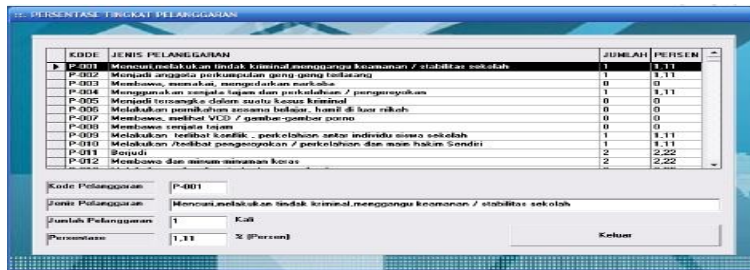 ::. PERSENTASE TINGKAT PELANGGARAN
KODE JENIS PELANGGARAN JUMLAH PERSEN
P-001 Mencuri,melakukan tindak kriminal,menggangu keamanan / stabilitas sekolah 1 1,11
P-002 Menjadi anggota perkumpulan geng-geng terlarang 1 1,11
P-003 Membawa, memakai, mengedarkan narkoba 0 0
P-004 Menggunakan senjata tajam dan perkelahian / pengeroyokan 1 1,11
P-005 Menjadi tersangka dalam suatu kasus kriminal 0 0
P-006 Melakukan pernikahan sesama belajar, hamil di luar nikah 0 0
P-007 Membawa, melihat VCD / gambar-gambar porno 0 0
P-008 Membawa senjata tajam 0 0
P-009 Melakukan terlibat konflik , perkelahian antar individu siswa sekolah 1 1,11
P-010 Melakukan /terlibat pengeroyokan / perkelahian dan main hakim Sendiri 1 1,11
P-011 Berjudi 2 2,22
P-012 Membawa dan minum-minuman keras 2 2,22
Kode Pelanggaran P-001
Jenis Pelanggaran Mencuri,melakukan tindak kriminal,menggangu keamanan / stabilitas sekolah
Jumlah Pelanggaran 1 Kali
Persentase 1,11 % (Persen)
Keluar